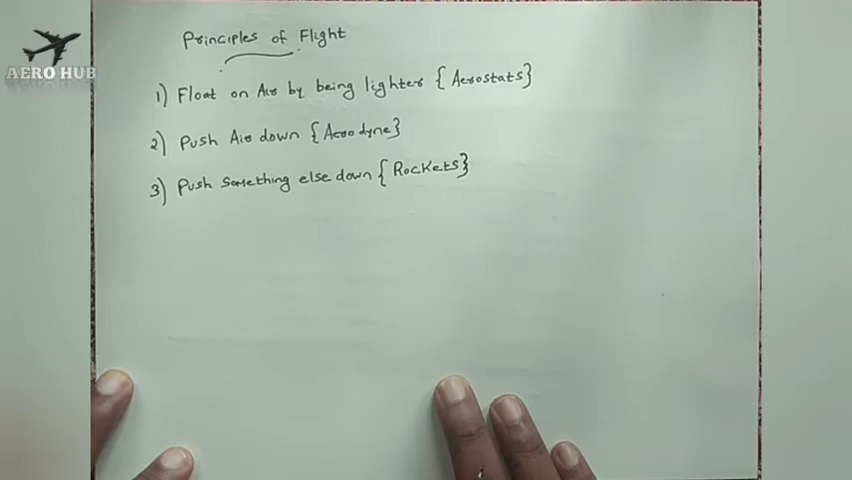 AERO HUB
Principles of Flight
1) Float on Air by being lighter { Aerostats}
2) Push Air down {Aerodyne}
3) Push Something else down { Rockets}